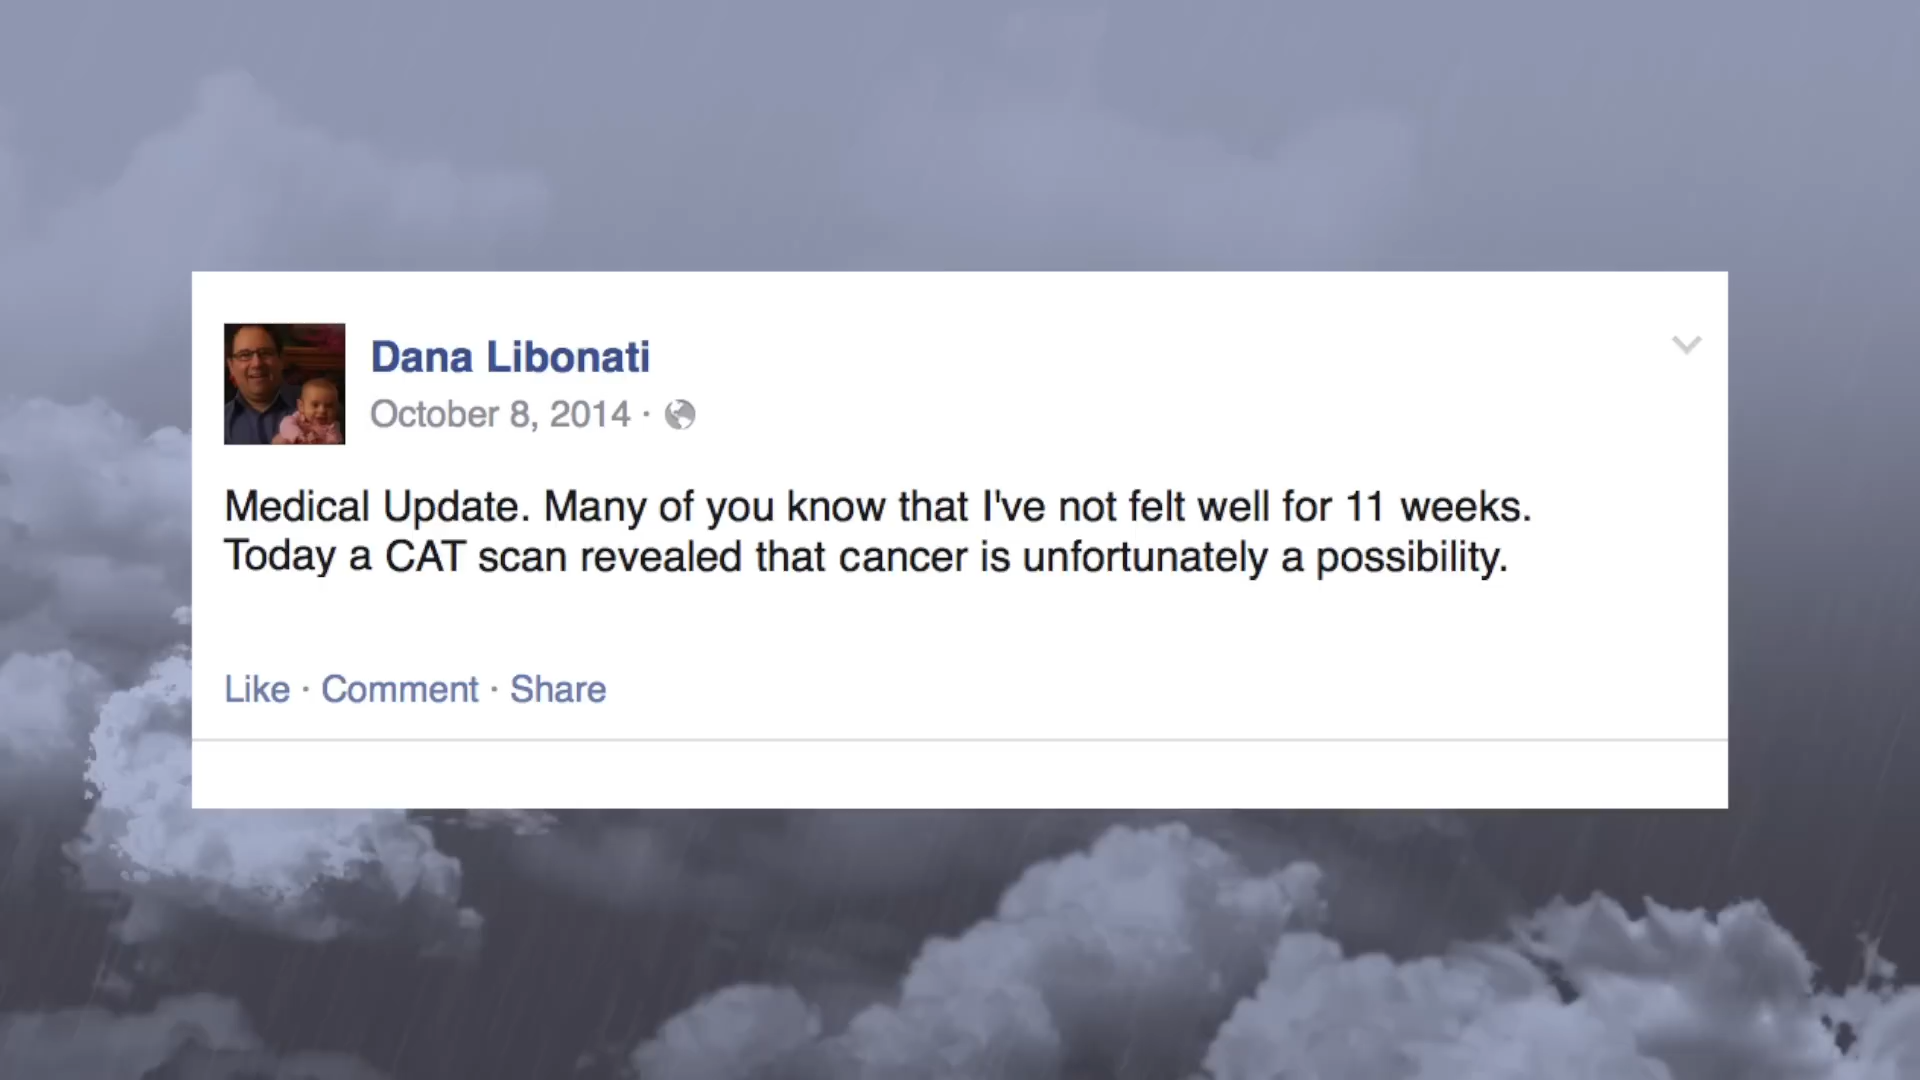 Dana Libonati
October 8, 2014 ·
Medical Update. Many of you know that I've not felt well for 11 weeks.
Today a CAT scan revealed that cancer is unfortunately a possibility.
Like · Comment · Share